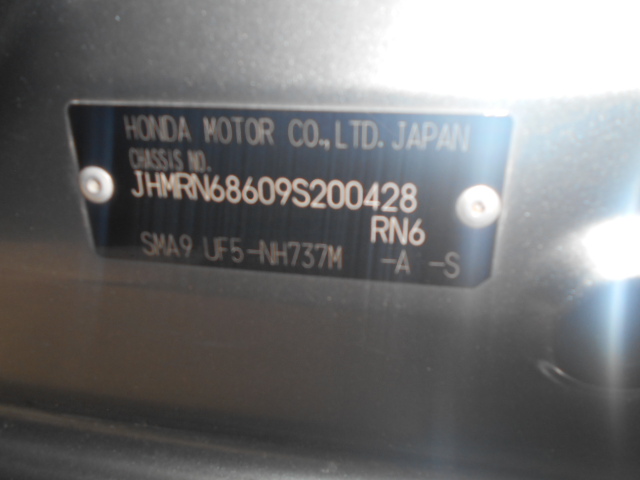 HONDA MOTOR CO.,LTD. JAPAN
CHASSIS NO.
JHMRN68609S200428
RN6
SMA9 UF5-NH737M -A -S